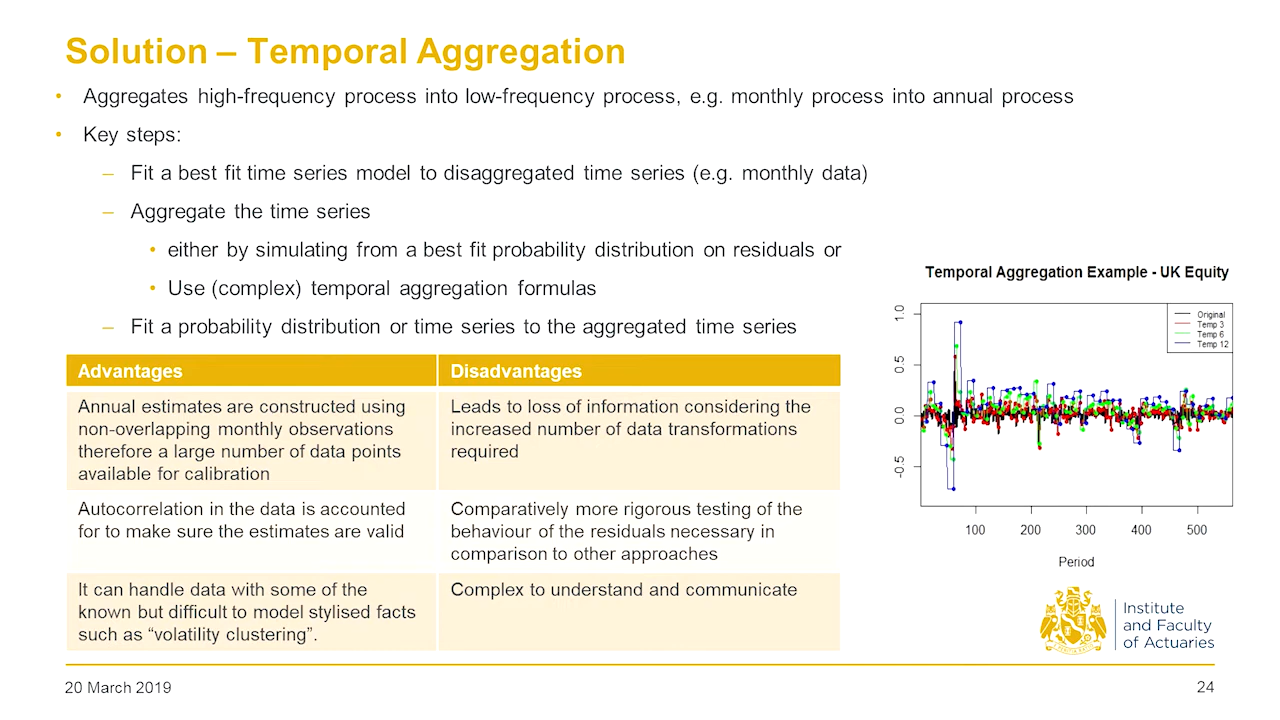 Solution – Temporal Aggregation
• Aggregates high-frequency process into low-frequency process, e.g. monthly process into annual process
• Key steps:
– Fit a best fit time series model to disaggregated time series (e.g. monthly data)
– Aggregate the time series
• either by simulating from a best fit probability distribution on residuals or
• Use (complex) temporal aggregation formulas
– Fit a probability distribution or time series to the aggregated time series
Advantages
Disadvantages
Annual estimates are constructed using
non-overlapping monthly observations
therefore a large number of data points
available for calibration
Leads to loss of information considering the
increased number of data transformations
required
Autocorrelation in the data is accounted
for to make sure the estimates are valid
Comparatively more rigorous testing of the
behaviour of the residuals necessary in
comparison to other approaches
It can handle data with some of the
known but difficult to model stylised facts
such as “volatility clustering”.
Complex to understand and communicate
Temporal Aggregation Example - UK Equity
Original
Temp 3
Temp 6
Temp 12
1.0
0.5
0.0
-0.5
100 200 300 400 500
Period
Institute
and Faculty
of Actuaries
20 March 2019
24